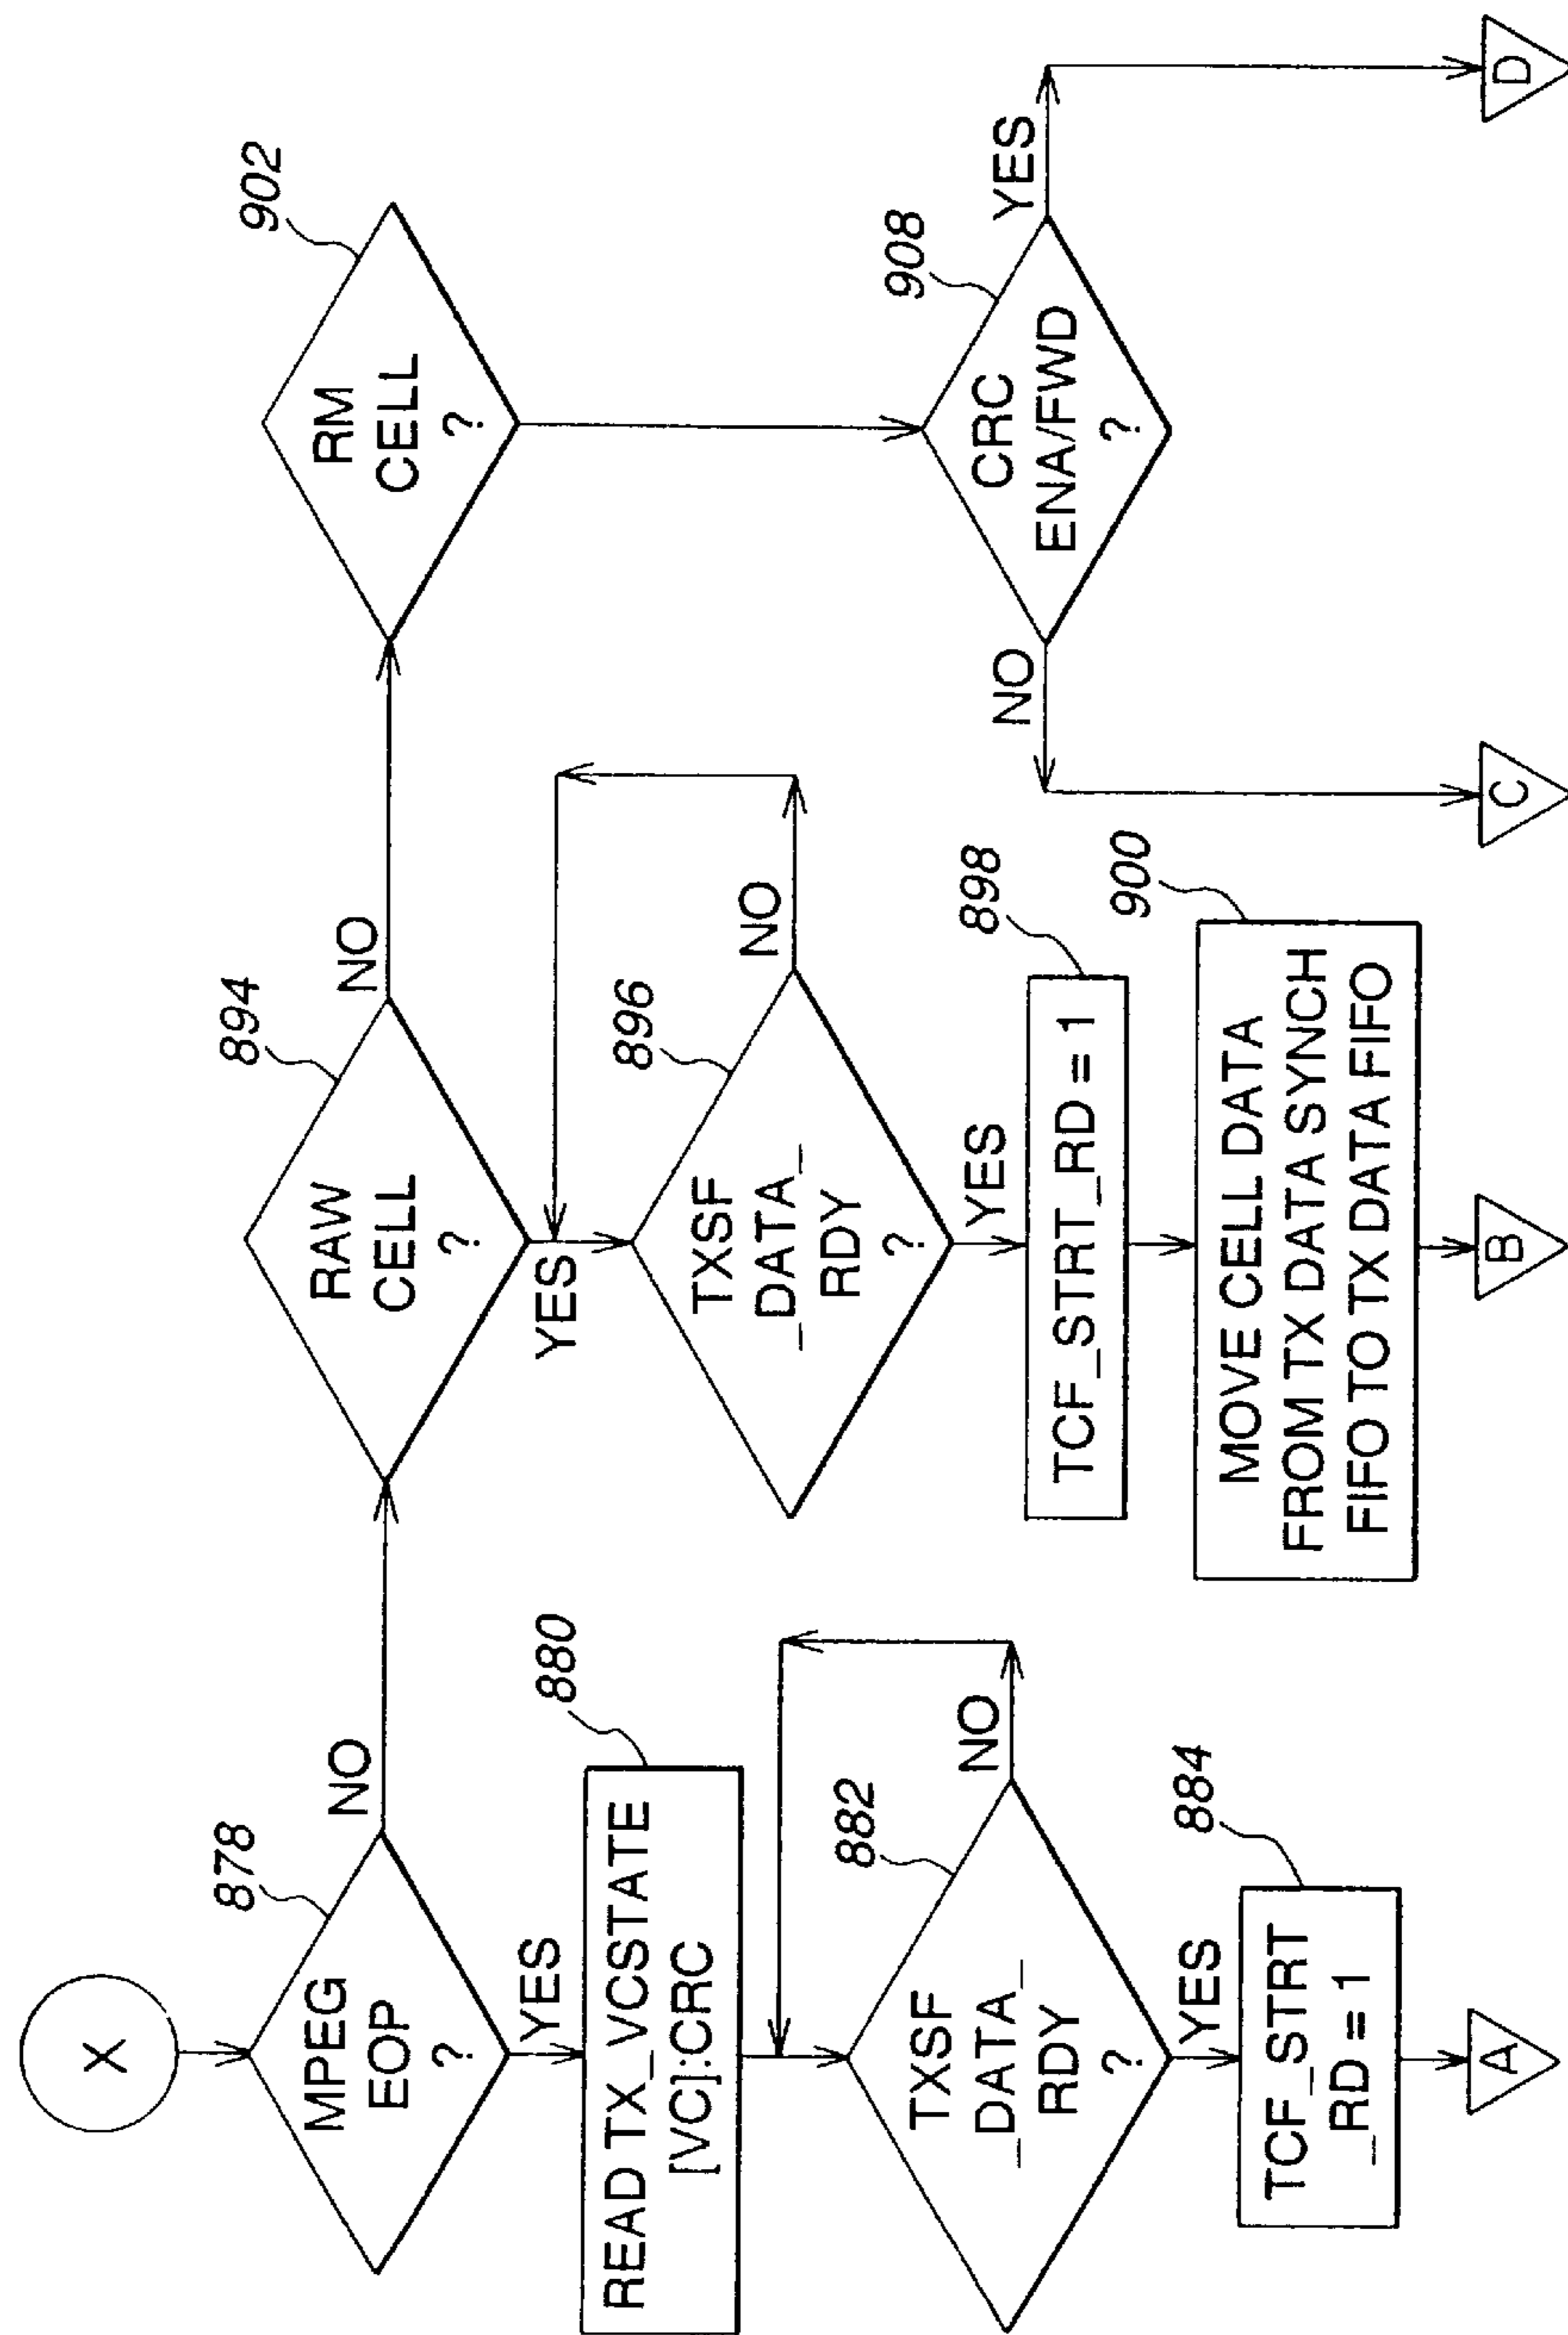 X
878
MPEG
EOP
?
NO
YES
880
READ TX_VCSTATE
[VC]:CRC
882
TXSF
_DATA_
RDY
?
NO
YES
884
TCF_STRT
_RD = 1
A
894
RAW
CELL
?
NO
YES
896
TXSF
_DATA_
RDY
?
NO
YES
898
TCF_STRT_RD = 1
900
MOVE CELL DATA
FROM TX DATA SYNCH
FIFO TO TX DATA FIFO
B
902
RM
CELL
?
908
CRC
ENA/FWD
?
NO
YES
C
D